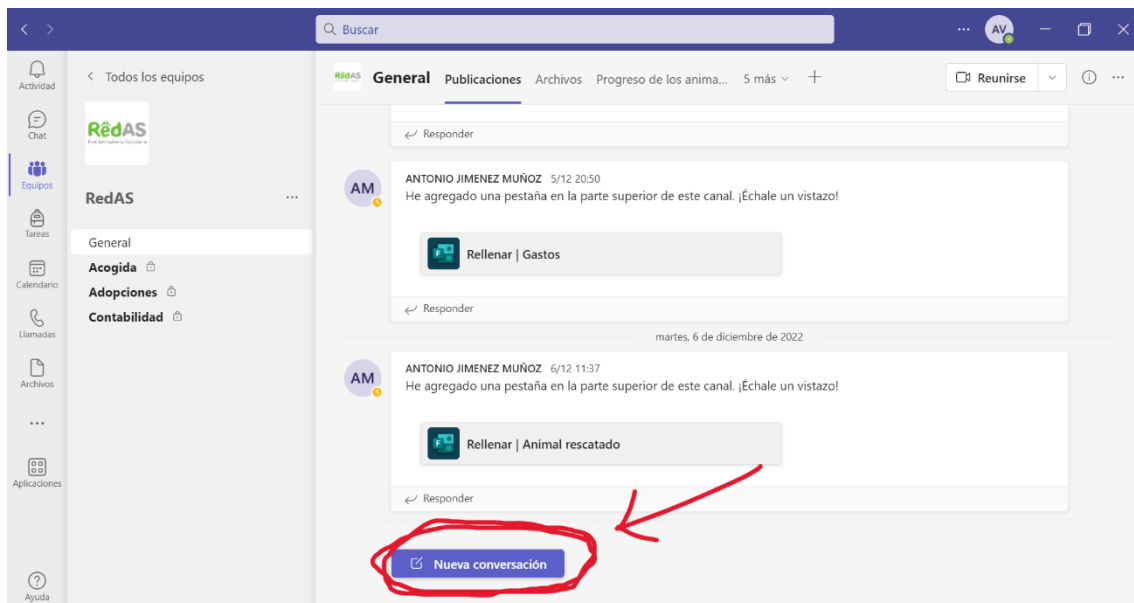 Buscar
AV
Actividad
Chat
Equipos
Tareas
Calendario
Llamadas
Archivos
Aplicaciones
Ayuda
Todos los equipos
RëdAS
RedAS
General
Acogida
Adopciones
Contabilidad
RëdAS General Publicaciones Archivos Progreso de los anima... 5 más
Reunirse
Responder
AM
ANTONIO JIMENEZ MUÑOZ 5/12 20:50
He agregado una pestaña en la parte superior de este canal. ¡Échale un vistazo!
Rellenar | Gastos
Responder
martes, 6 de diciembre de 2022
AM
ANTONIO JIMENEZ MUÑOZ 6/12 11:37
He agregado una pestaña en la parte superior de este canal. ¡Échale un vistazo!
Rellenar | Animal rescatado
Responder
Nueva conversación